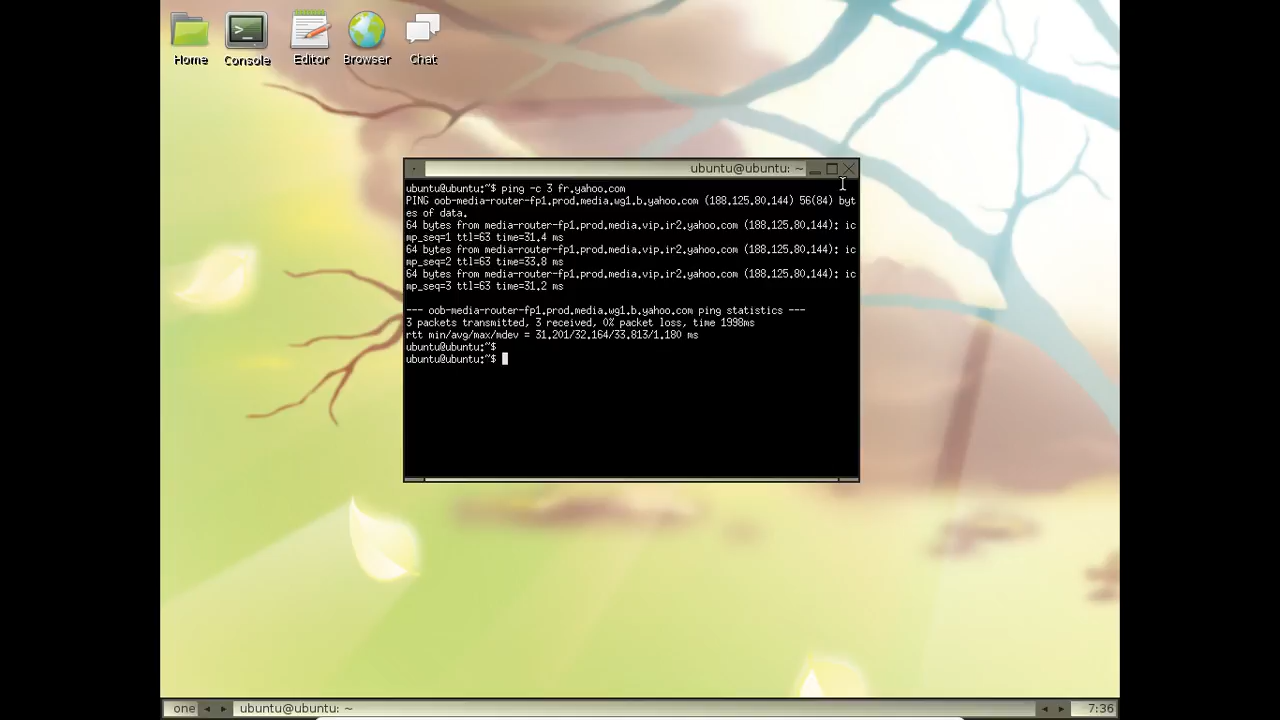 Home Console Editor Browser Chat
ubuntu@ubuntu: ~
ubuntu@ubuntu:~$ ping -c 3 fr.yahoo.com
PING oob-media-router-fp1.prod.media.wg1.b.yahoo.com (188.125.80.144) 56(84) byt
es of data.
64 bytes from media-router-fp1.prod.media.vip.ir2.yahoo.com (188.125.80.144): ic
mp_seq=1 ttl=63 time=31.4 ms
64 bytes from media-router-fp1.prod.media.vip.ir2.yahoo.com (188.125.80.144): ic
mp_seq=2 ttl=63 time=33.8 ms
64 bytes from media-router-fp1.prod.media.vip.ir2.yahoo.com (188.125.80.144): ic
mp_seq=3 ttl=63 time=31.2 ms
--- oob-media-router-fp1.prod.media.wg1.b.yahoo.com ping statistics ---
3 packets transmitted, 3 received, 0% packet loss, time 1998ms
rtt min/avg/max/mdev = 31.201/32.164/33.813/1.180 ms
ubuntu@ubuntu:~$
ubuntu@ubuntu:~$
one ubuntu@ubuntu: ~ 7:36